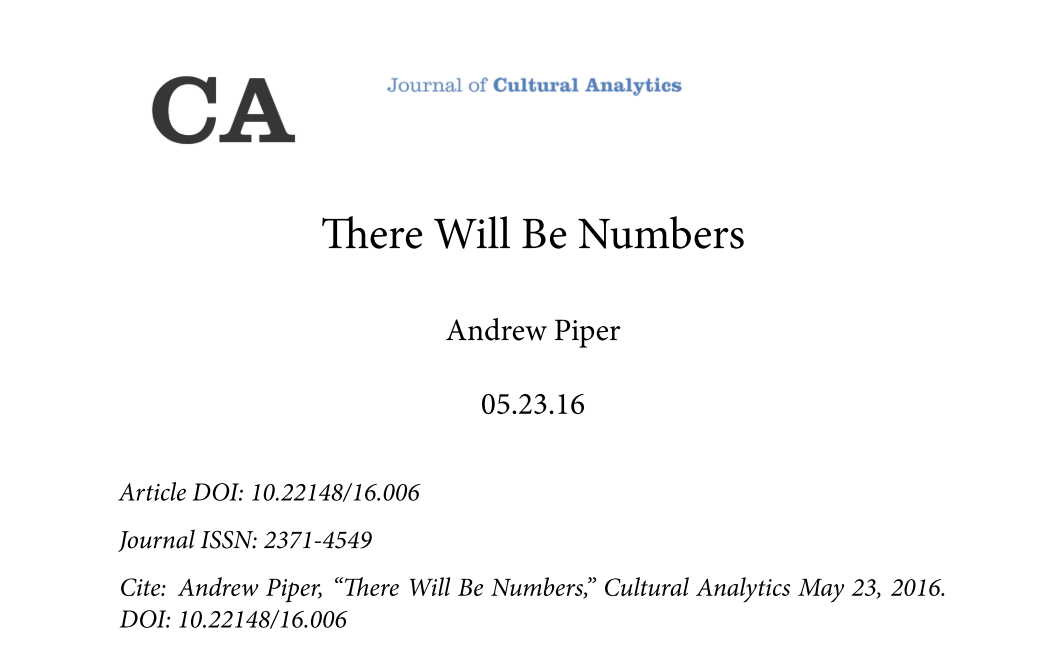 CA
Journal of Cultural Analytics
There Will Be Numbers
Andrew Piper
05.23.16
Article DOI: 10.22148/16.006
Journal ISSN: 2371-4549
Cite: Andrew Piper, “There Will Be Numbers,” Cultural Analytics May 23, 2016.
DOI: 10.22148/16.006